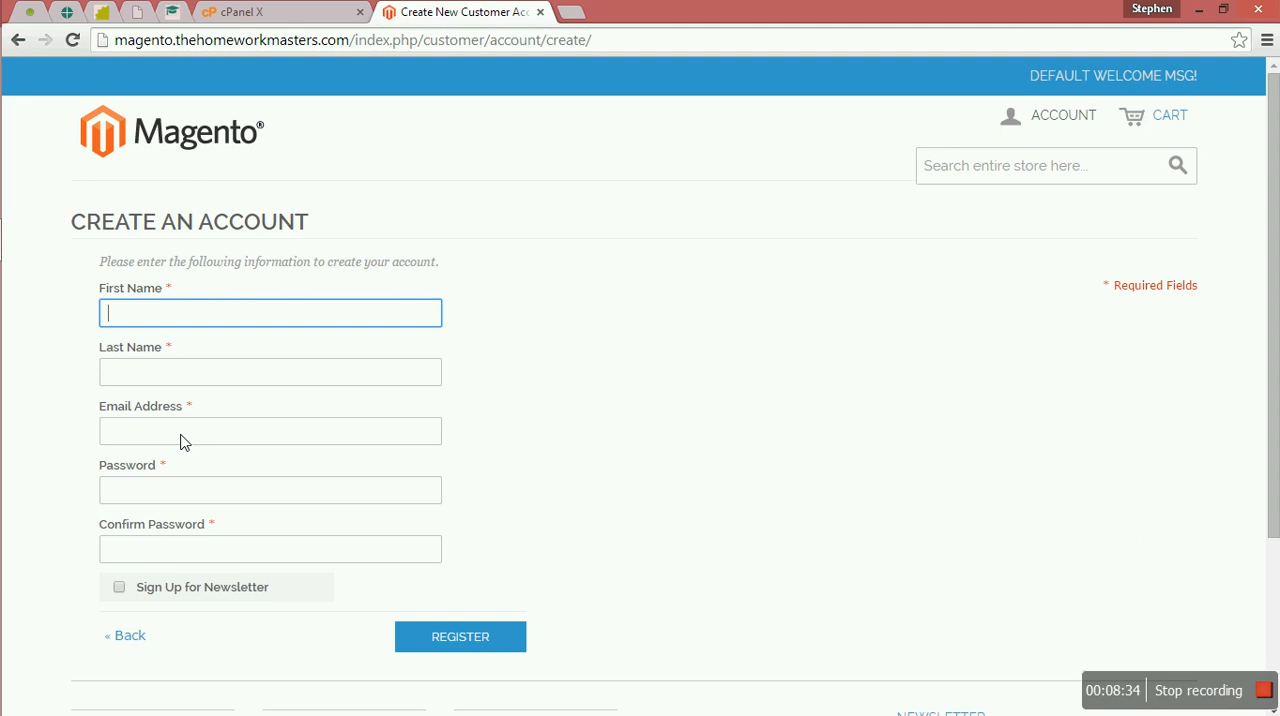 cPanel X
Create New Customer Acc
Stephen
magento.thehomeworkmasters.com/index.php/customer/account/create/
DEFAULT WELCOME MSG!
Magento®
ACCOUNT
CART
Search entire store here...
CREATE AN ACCOUNT
Please enter the following information to create your account.
First Name *
* Required Fields
Last Name *
Email Address *
Password *
Confirm Password *
Sign Up for Newsletter
« Back
REGISTER
00:08:34
Stop recording
NEWSLETTER